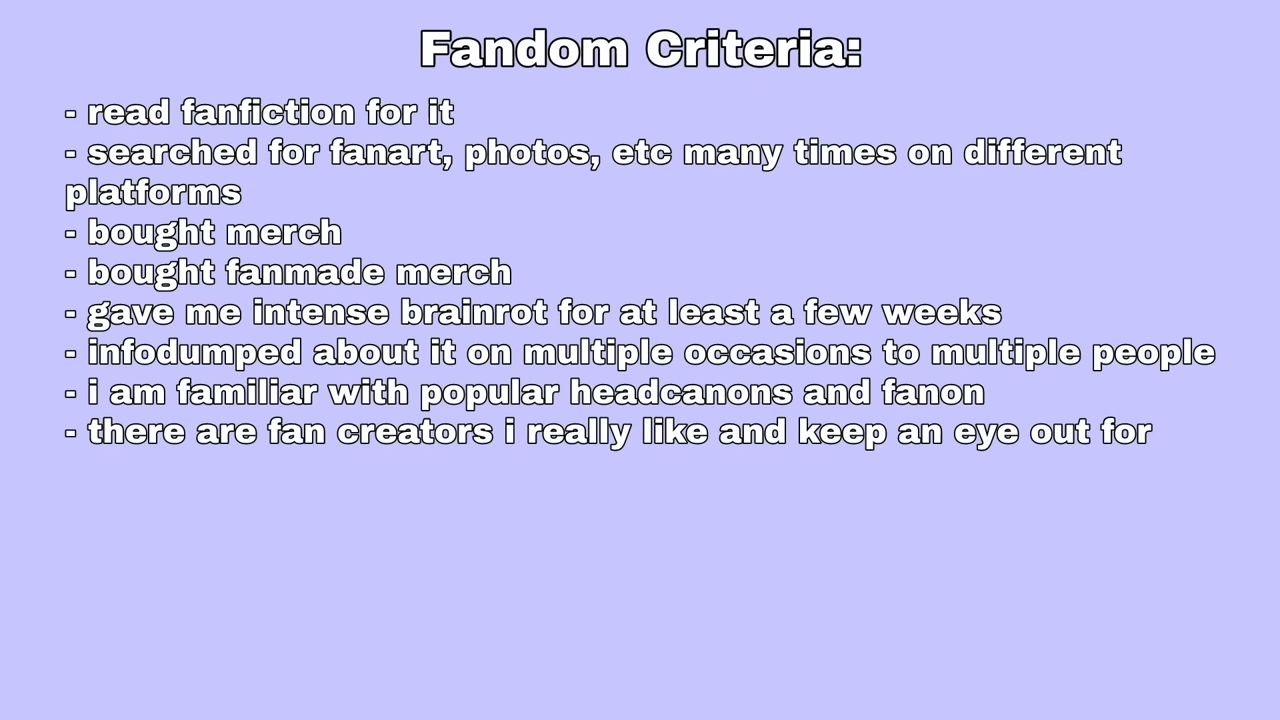 Fandom Criteria:
- read fanfiction for it
- searched for fanart, photos, etc many times on different
platforms
- bought merch
- bought fanmade merch
- gave me intense brainrot for at least a few weeks
- infodumped about it on multiple occasions to multiple people
- i am familiar with popular headcanons and fanon
- there are fan creators i really like and keep an eye out for